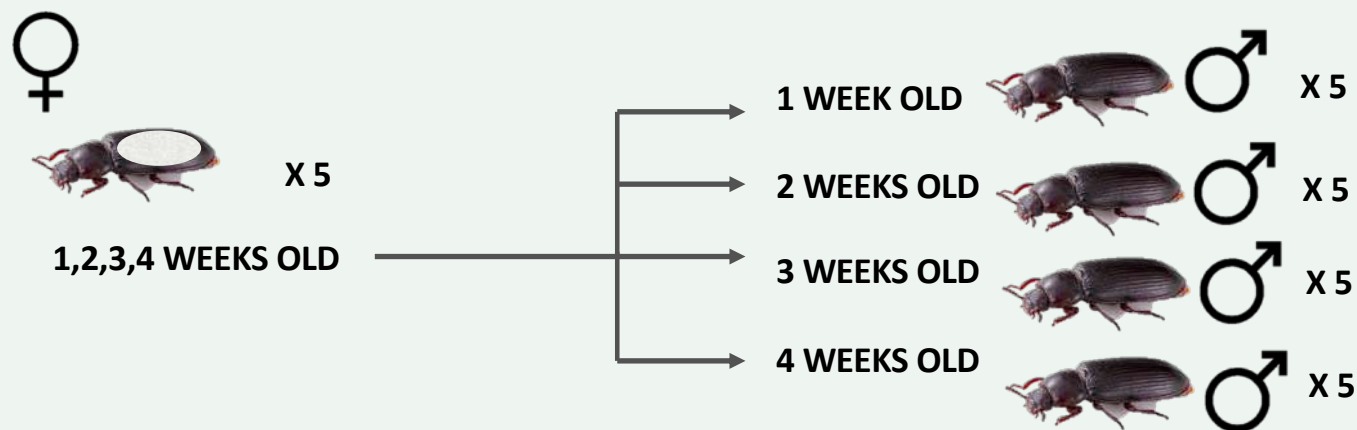 X 5
1,2,3,4 WEEKS OLD
1 WEEK OLD
X 5
2 WEEKS OLD
X 5
3 WEEKS OLD
X 5
4 WEEKS OLD
X 5